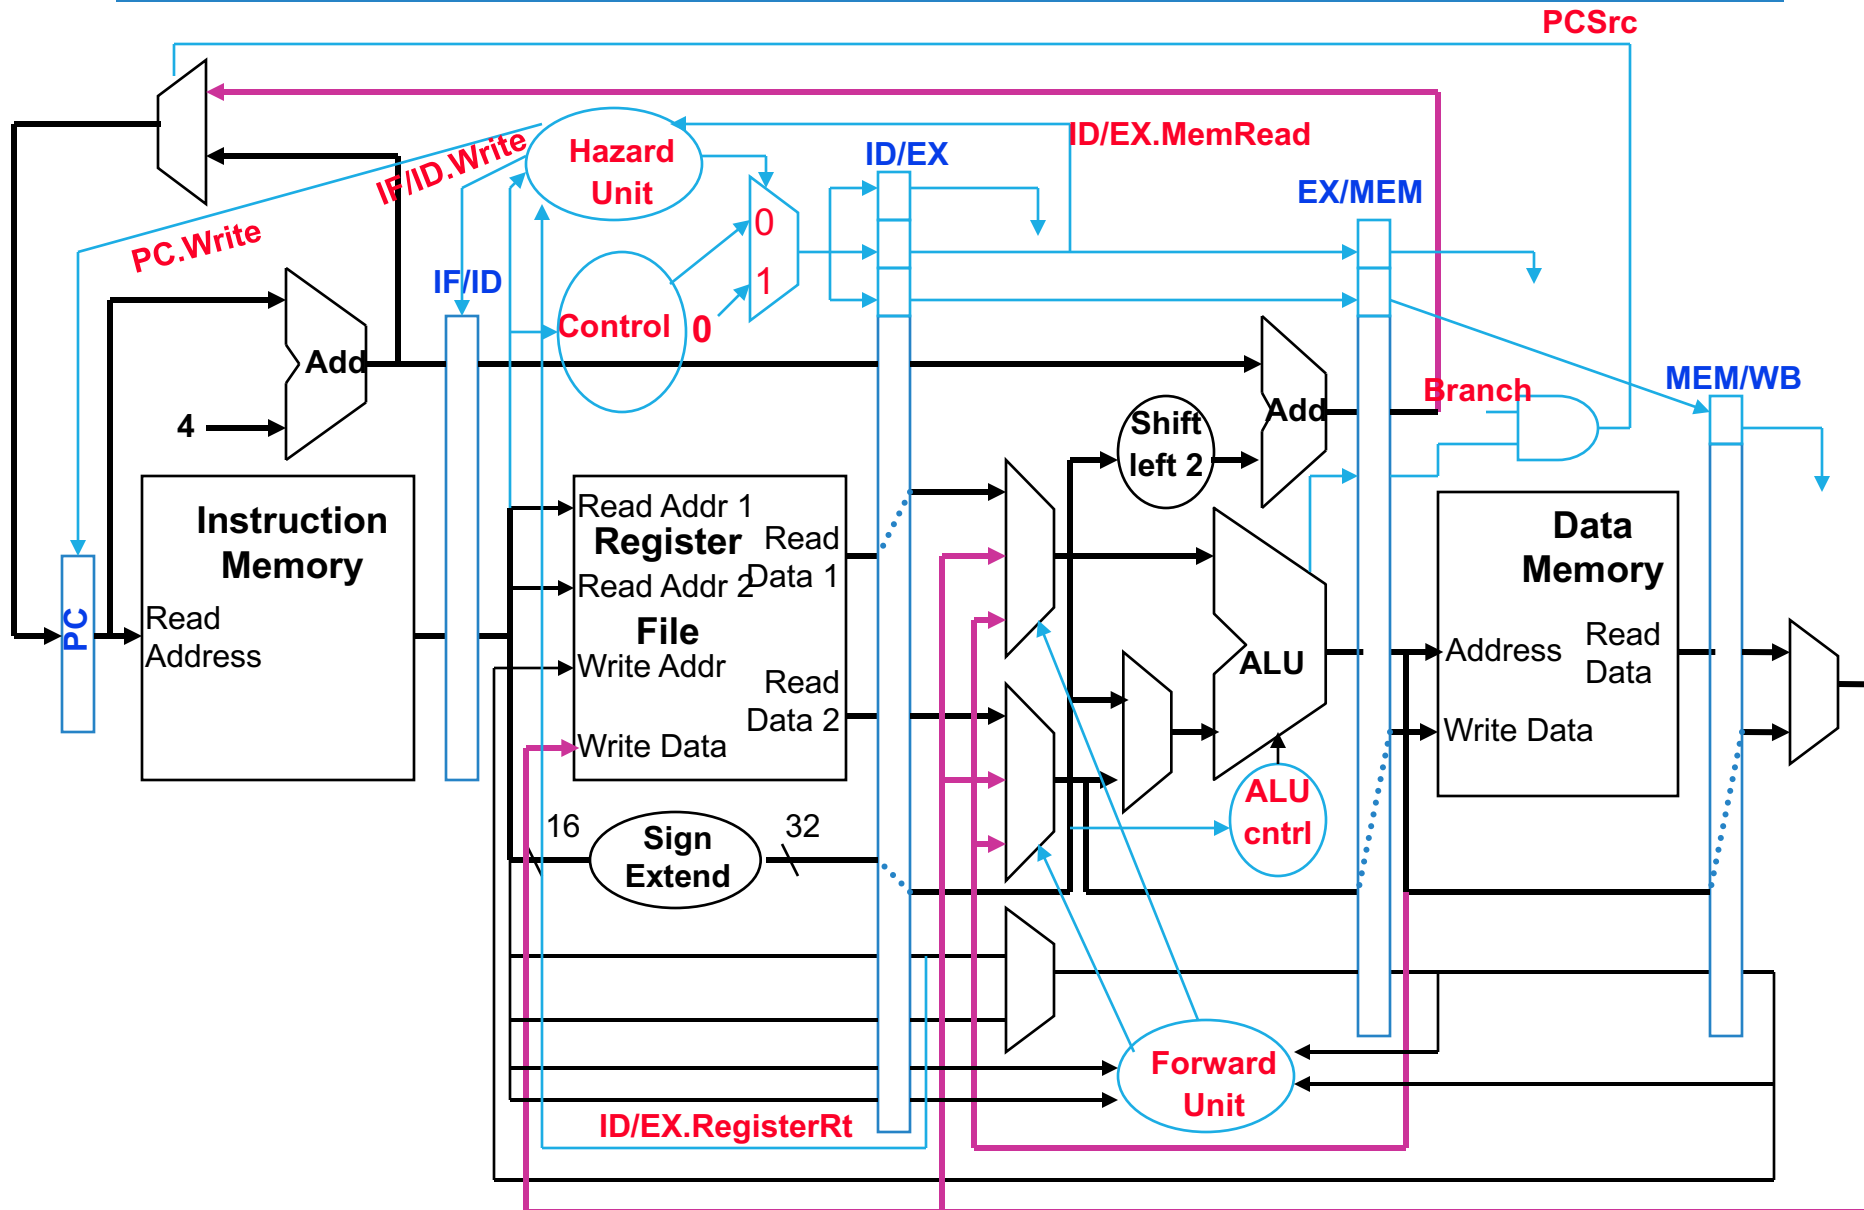 PCSrc
ID/EX.MemRead
Hazard
Unit
IF/ID.Write
ID/EX
EX/MEM
PC.Write
0
1
IF/ID
Control
0
Add
4
MEM/WB
Branch
Add
Shift
left 2
Instruction
Memory
Read
Address
PC
Read Addr 1
Register
Read
Data 1
Read Addr 2
File
Write Addr
Read
Data 2
Write Data
ALU
Data
Memory
Address
Read
Data
Write Data
ALU
cntrl
16
Sign
Extend
32
Forward
Unit
ID/EX.RegisterRt